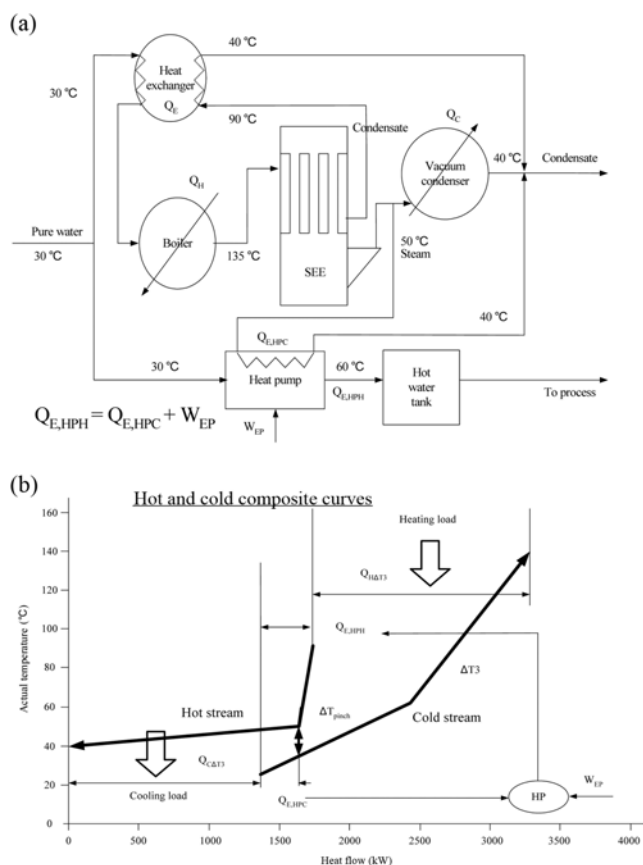 (a)
40 ℃
Heat
exchanger
30 ℃
Q_E
90 ℃
Condensate
Q_C
Vacuum
condenser
40 ℃
Condensate
Q_H
Boiler
Pure water
30 ℃
135 ℃
SEE
50 ℃
Steam
Q_E,HPC
40 ℃
30 ℃
Heat pump
60 ℃
Q_E,HPH
Hot
water
tank
To process
Q_E,HPH = Q_E,HPC + W_EP
W_EP
(b)
Hot and cold composite curves
160
140
120
100
80
60
40
20
0
Actual temperature (℃)
Heating load
Q_HΔT3
Q_E,HPH
ΔT3
Hot stream
ΔT_pinch
Cold stream
Q_CΔT3
Cooling load
Q_E,HPC
HP
W_EP
0
500
1000
1500
2000
2500
3000
3500
4000
Heat flow (kW)